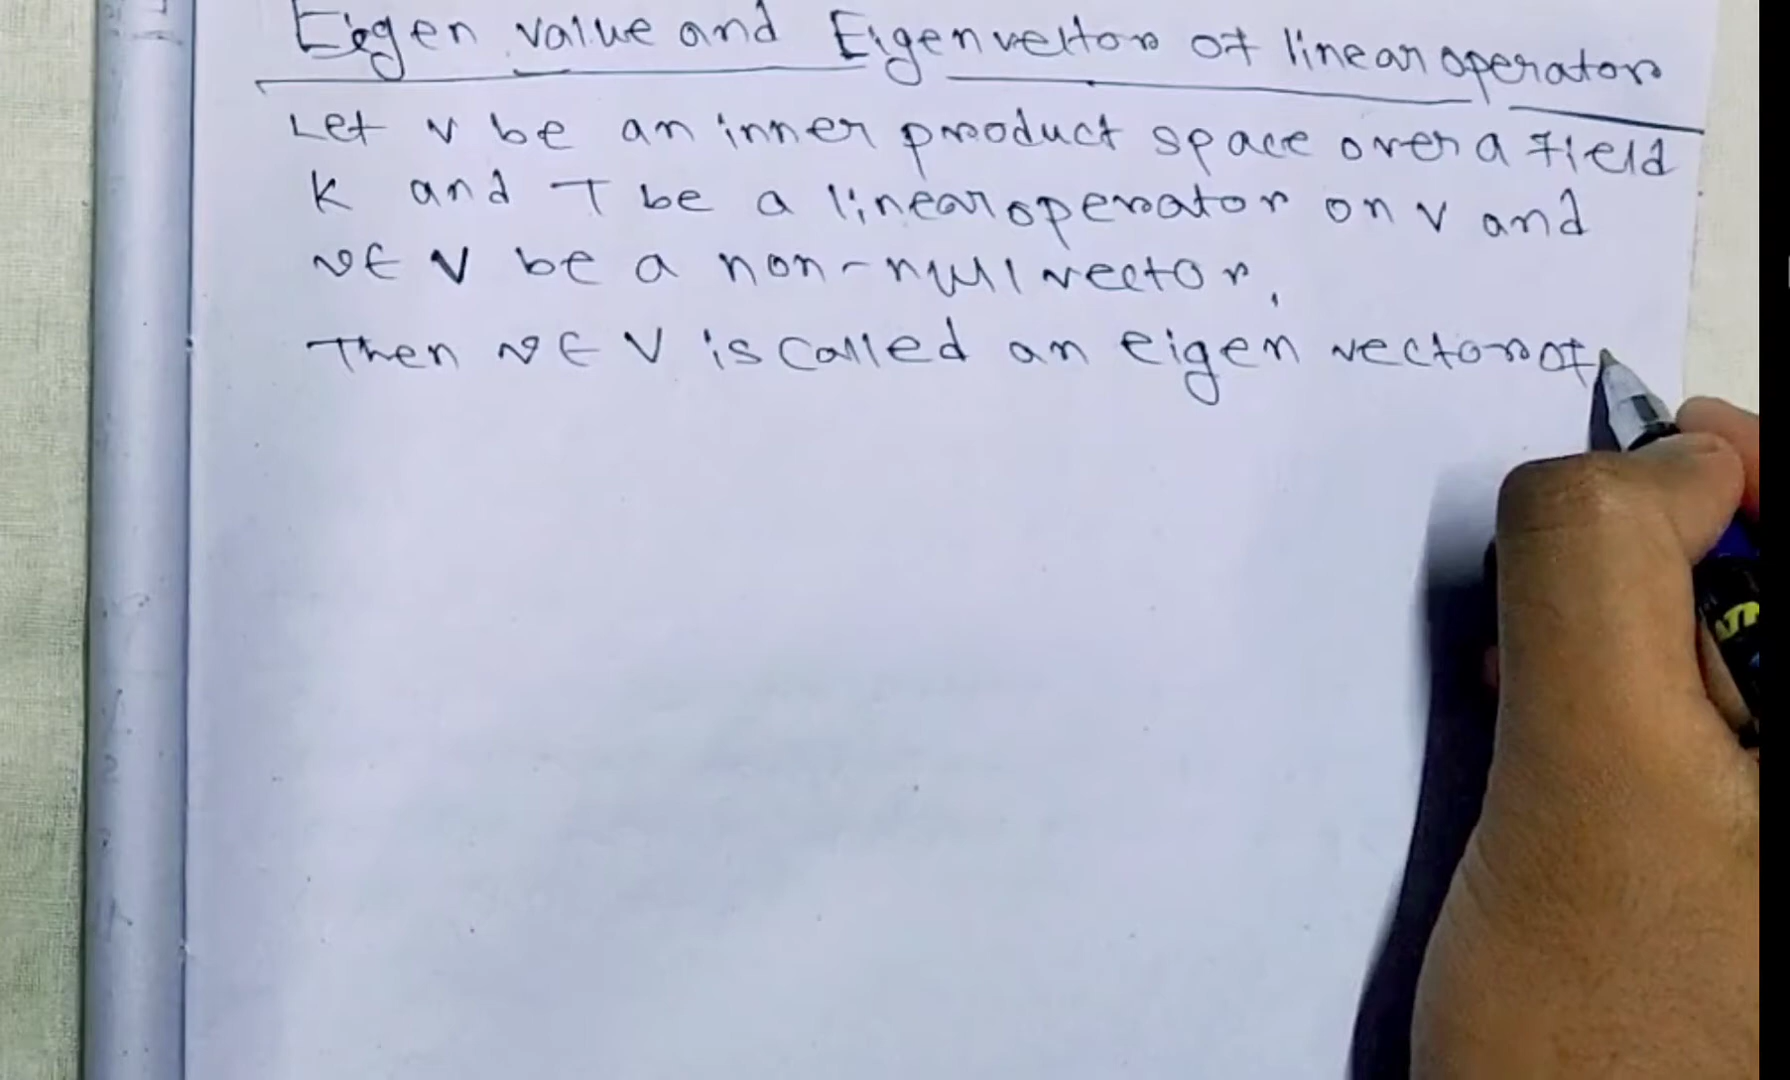 Eigen value and Eigenvector of linear operator
Let V be an inner product space over a field
K and T be a linear operator on V and
v ∈ V be a non-null vector.
Then v ∈ V is called an eigen vector of